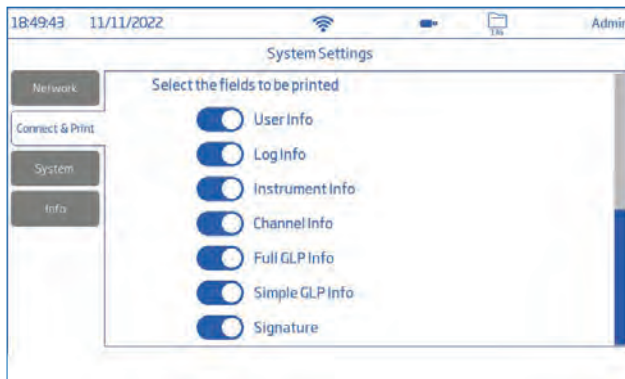 18:49:43 11/11/2022 Admin
System Settings
Network
Select the fields to be printed
User Info
Connect & Print
Log Info
System
Instrument Info
Info
Channel Info
Full GLP Info
Simple GLP Info
Signature